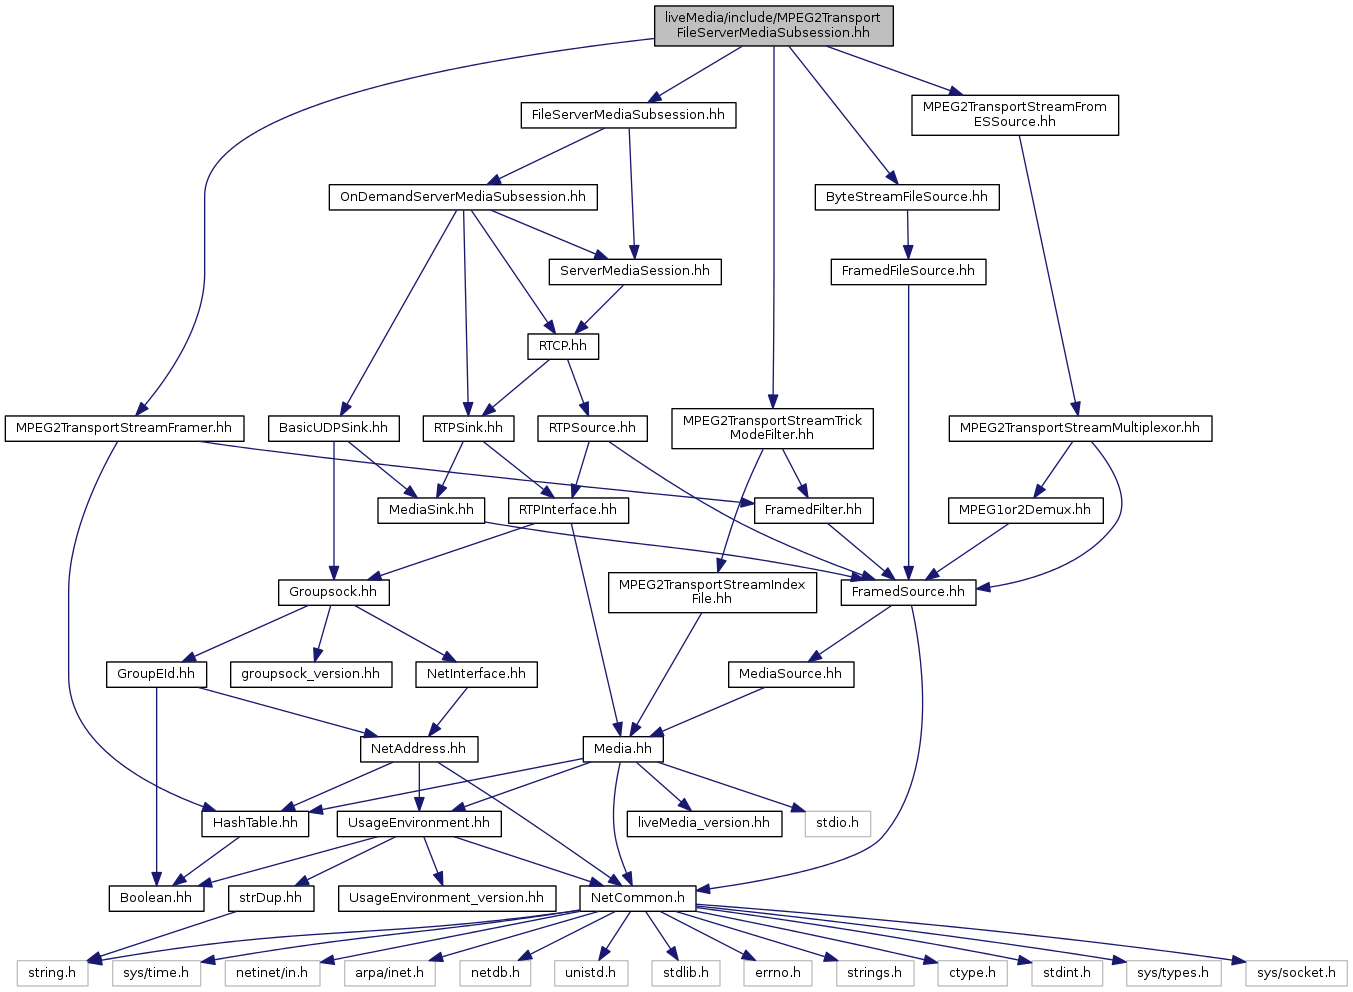 liveMedia/include/MPEG2Transport
FileServerMediaSubsession.hh
FileServerMediaSubsession.hh
MPEG2TransportStreamFrom
ESSource.hh
OnDemandServerMediaSubsession.hh
ByteStreamFileSource.hh
ServerMediaSession.hh
FramedFileSource.hh
RTCP.hh
MPEG2TransportStreamFramer.hh
BasicUDPSink.hh
RTPSink.hh
RTPSource.hh
MPEG2TransportStreamTrick
ModeFilter.hh
MPEG2TransportStreamMultiplexor.hh
MediaSink.hh
RTPInterface.hh
FramedFilter.hh
MPEG1or2Demux.hh
Groupsock.hh
MPEG2TransportStreamIndex
File.hh
FramedSource.hh
GroupEId.hh
groupsock_version.hh
NetInterface.hh
MediaSource.hh
NetAddress.hh
Media.hh
HashTable.hh
UsageEnvironment.hh
liveMedia_version.hh
stdio.h
Boolean.hh
strDup.hh
UsageEnvironment_version.hh
NetCommon.h
string.h
sys/time.h
netinet/in.h
arpa/inet.h
netdb.h
unistd.h
stdlib.h
errno.h
strings.h
ctype.h
stdint.h
sys/types.h
sys/socket.h